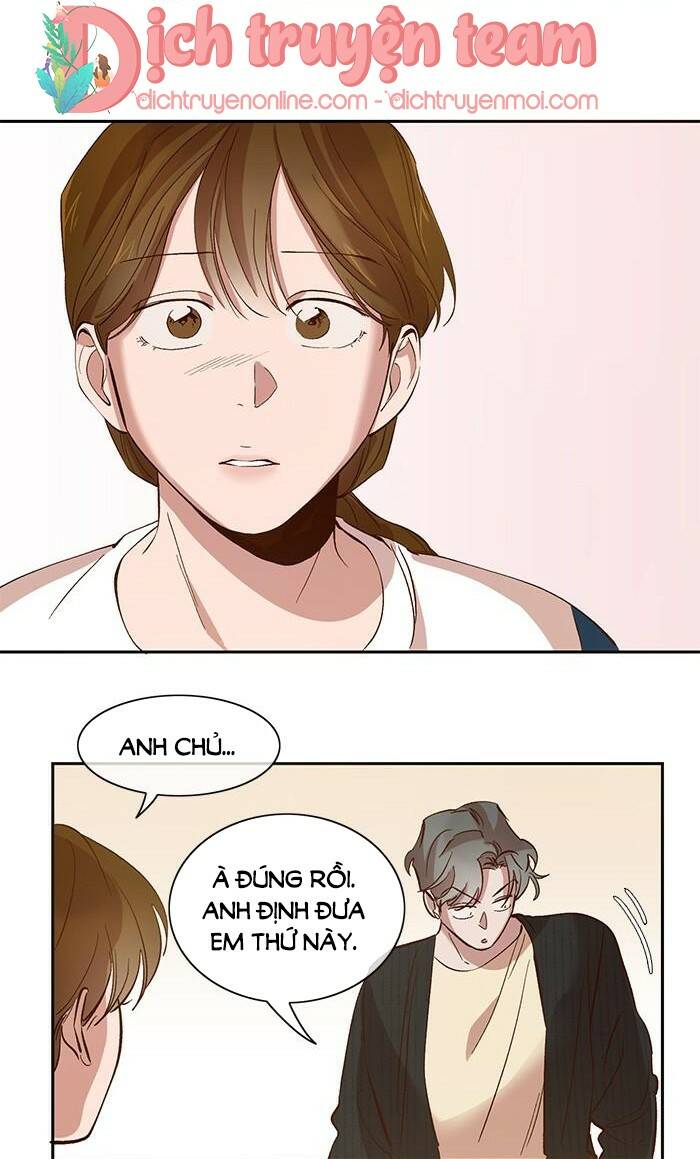 Dịch truyện team
dichtruyenonline.com - dichtruyenmoi.com
ANH CHỦ...
À ĐÚNG RỒI.
ANH ĐỊNH ĐƯA
EM THỨ NÀY.